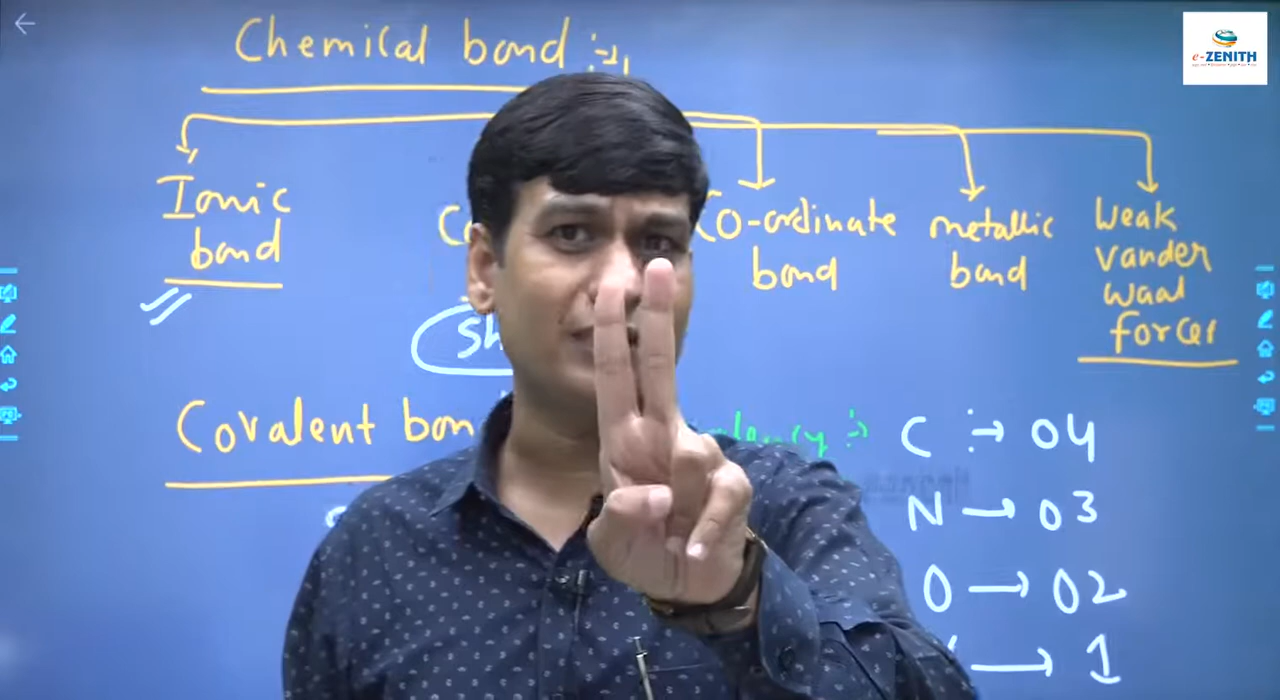 Chemical bond :→
e-ZENITH
Ionic
bond
Co-ordinate
bond
metallic
bond
Weak
vander
waal
forces
Covalent bon
C :→ 04
N → 03
O → 02
→ 1